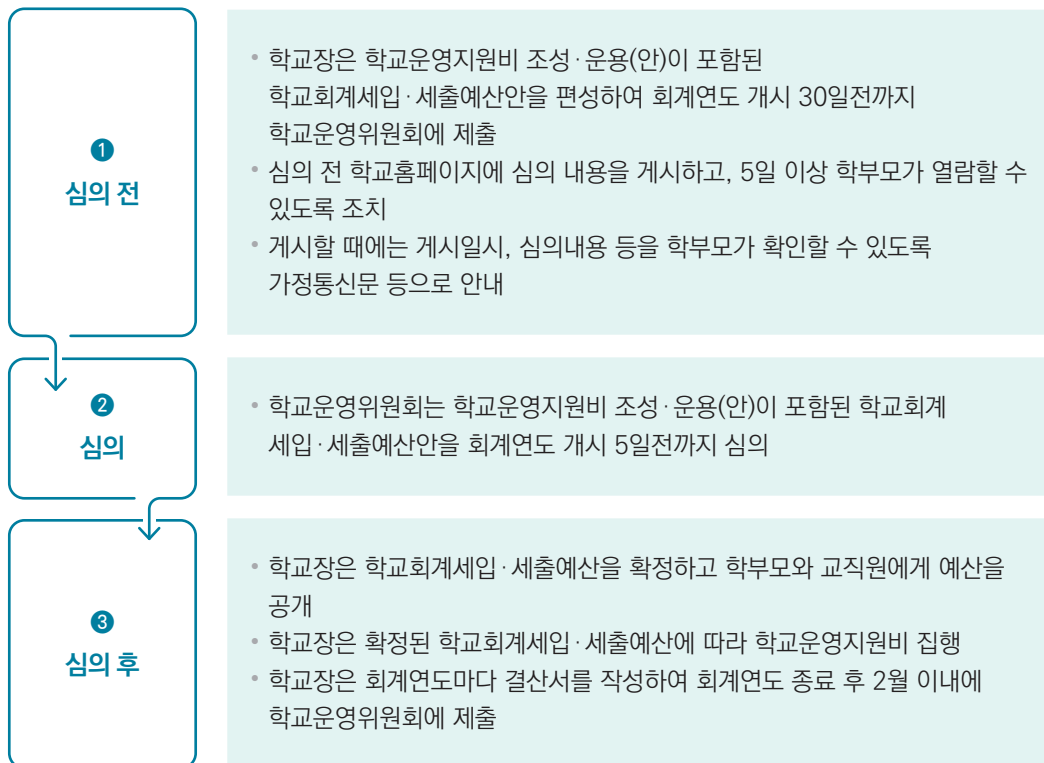 ❶
심의 전
• 학교장은 학교운영지원비 조성·운용(안)이 포함된
학교회계세입·세출예산안을 편성하여 회계연도 개시 30일전까지
학교운영위원회에 제출
• 심의 전 학교홈페이지에 심의 내용을 게시하고, 5일 이상 학부모가 열람할 수
있도록 조치
• 게시할 때에는 게시일시, 심의내용 등을 학부모가 확인할 수 있도록
가정통신문 등으로 안내
❷
심의
• 학교운영위원회는 학교운영지원비 조성·운용(안)이 포함된 학교회계
세입·세출예산안을 회계연도 개시 5일전까지 심의
❸
심의 후
• 학교장은 학교회계세입·세출예산을 확정하고 학부모와 교직원에게 예산을
공개
• 학교장은 확정된 학교회계세입·세출예산에 따라 학교운영지원비 집행
• 학교장은 회계연도마다 결산서를 작성하여 회계연도 종료 후 2월 이내에
학교운영위원회에 제출